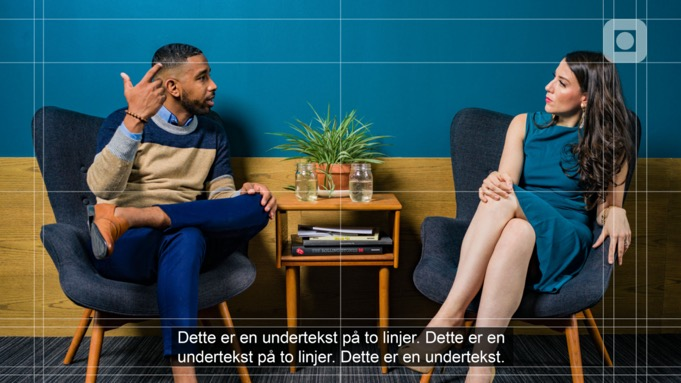 Dette er en undertekst på to linjer. Dette er en
undertekst på to linjer. Dette er en undertekst.